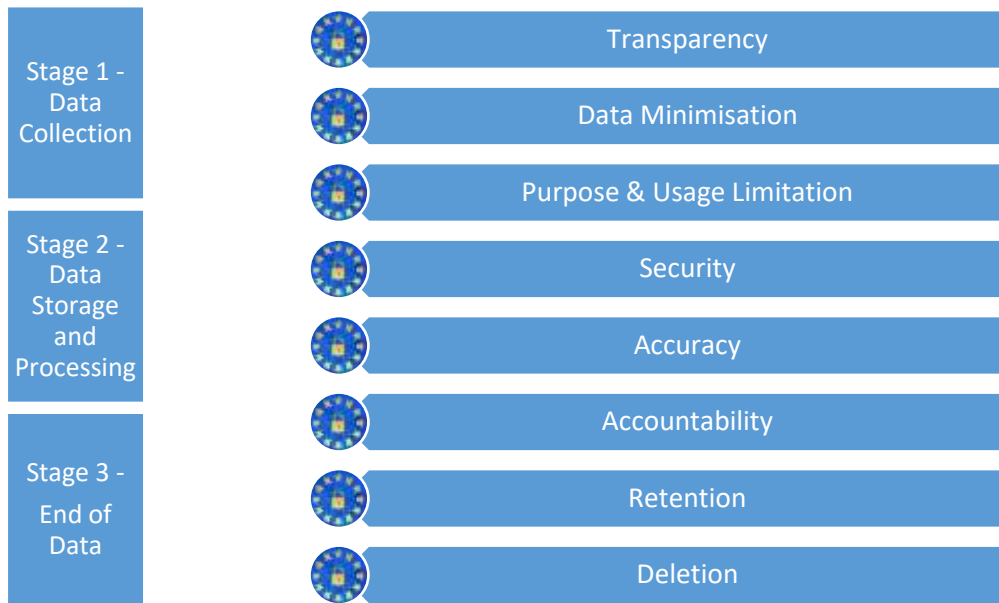 Stage 1 -
Data
Collection
Stage 2 -
Data
Storage
and
Processing
Stage 3 -
End of
Data
Transparency
Data Minimisation
Purpose & Usage Limitation
Security
Accuracy
Accountability
Retention
Deletion